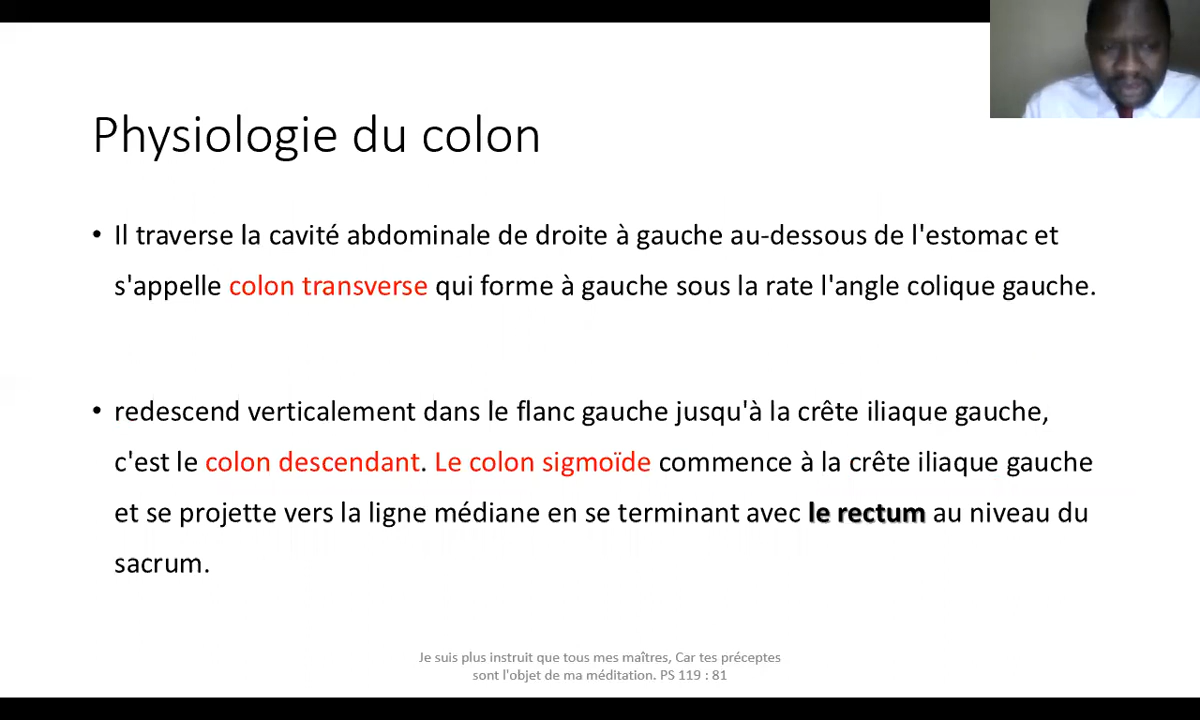 Physiologie du colon
• Il traverse la cavité abdominale de droite à gauche au-dessous de l'estomac et
s'appelle colon transverse qui forme à gauche sous la rate l'angle colique gauche.
• redescend verticalement dans le flanc gauche jusqu'à la crête iliaque gauche,
c'est le colon descendant. Le colon sigmoïde commence à la crête iliaque gauche
et se projette vers la ligne médiane en se terminant avec le rectum au niveau du
sacrum.
Je suis plus instruit que tous mes maîtres, Car tes préceptes
sont l'objet de ma méditation. PS 119 : 81